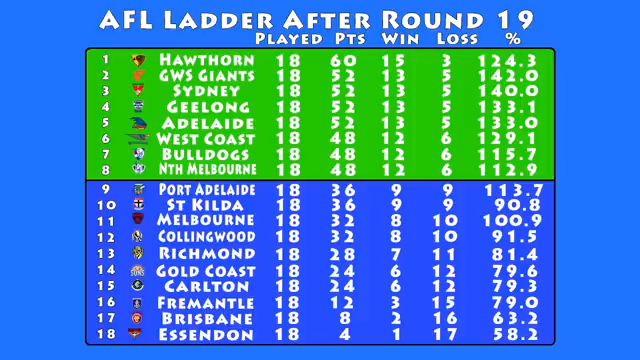 AFL Ladder After Round 19
Played Pts Win Loss %
1 Hawthorn 18 60 15 3 124.3
2 GWS Giants 18 52 13 5 142.0
3 Sydney 18 52 13 5 140.0
4 Geelong 18 52 13 5 133.1
5 Adelaide 18 52 13 5 133.0
6 West Coast 18 48 12 6 129.1
7 Bulldogs 18 48 12 6 115.7
8 Nth Melbourne 18 48 12 6 112.9
9 Port Adelaide 18 36 9 9 113.7
10 St Kilda 18 36 9 9 90.8
11 Melbourne 18 32 8 10 100.9
12 Collingwood 18 32 8 10 91.5
13 Richmond 18 28 7 11 81.4
14 Gold Coast 18 24 6 12 79.6
15 Carlton 18 24 6 12 79.3
16 Fremantle 18 12 3 15 79.0
17 Brisbane 18 8 2 16 63.2
18 Essendon 18 4 1 17 58.2